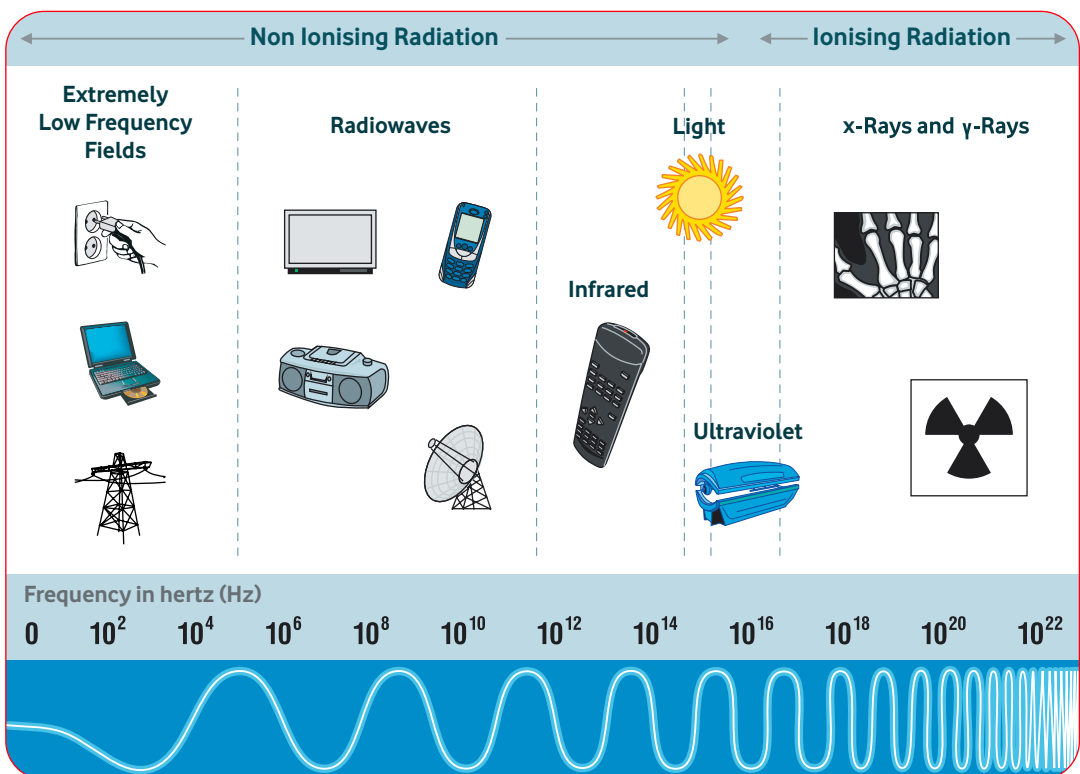 Non Ionising Radiation
Ionising Radiation
Extremely
Low Frequency
Fields
Radiowaves
Light
x-Rays and γ-Rays
Infrared
Ultraviolet
Frequency in hertz (Hz)
0 10² 10⁴ 10⁶ 10⁸ 10¹⁰ 10¹² 10¹⁴ 10¹⁶ 10¹⁸ 10²⁰ 10²²